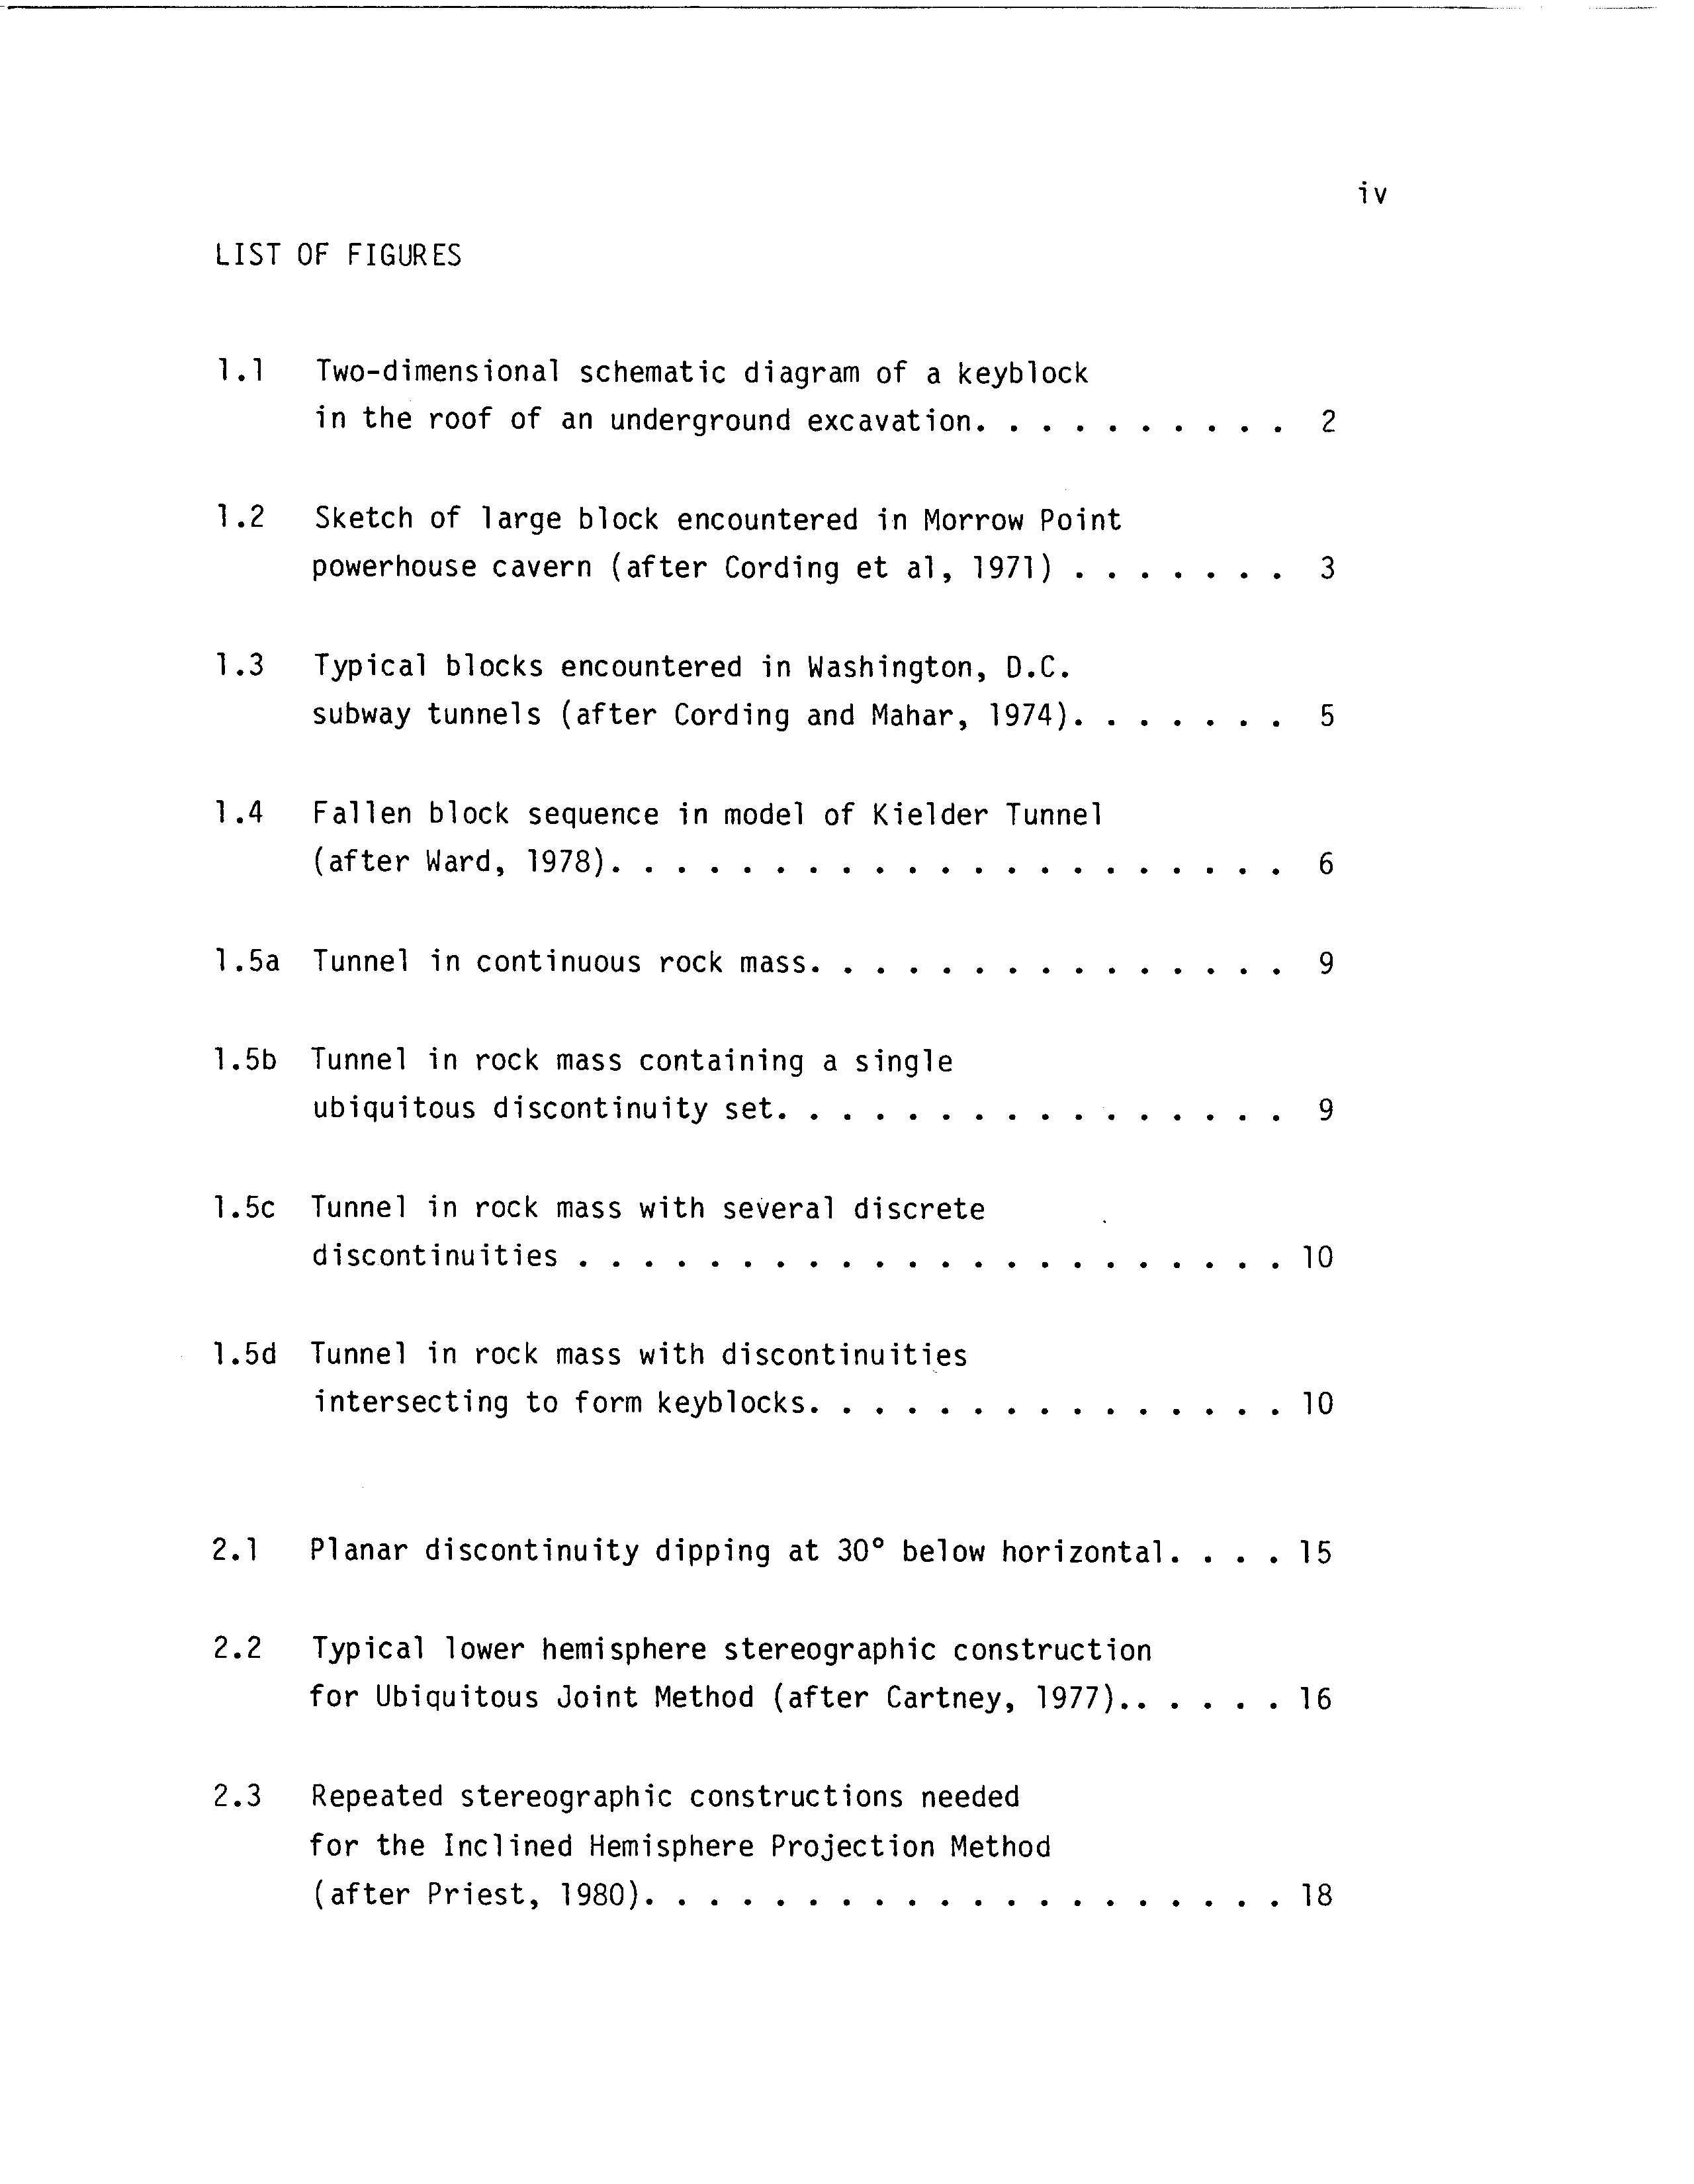 iv
LIST OF FIGURES
1.1 Two-dimensional schematic diagram of a keyblock
in the roof of an underground excavation. . . . . . . . . . 2
1.2 Sketch of large block encountered in Morrow Point
powerhouse cavern (after Cording et al, 1971) . . . . . . . 3
1.3 Typical blocks encountered in Washington, D.C.
subway tunnels (after Cording and Mahar, 1974). . . . . . . 5
1.4 Fallen block sequence in model of Kielder Tunnel
(after Ward, 1978). . . . . . . . . . . . . . . . . . . . . 6
1.5a Tunnel in continuous rock mass. . . . . . . . . . . . . . . 9
1.5b Tunnel in rock mass containing a single
ubiquitous discontinuity set. . . . . . . . . . . . . . . . 9
1.5c Tunnel in rock mass with several discrete
discontinuities . . . . . . . . . . . . . . . . . . . . . . 10
1.5d Tunnel in rock mass with discontinuities
intersecting to form keyblocks. . . . . . . . . . . . . . . 10
2.1 Planar discontinuity dipping at 30° below horizontal. . . . 15
2.2 Typical lower hemisphere stereographic construction
for Ubiquitous Joint Method (after Cartney, 1977).. . . . . 16
2.3 Repeated stereographic constructions needed
for the Inclined Hemisphere Projection Method
(after Priest, 1980). . . . . . . . . . . . . . . . . . . . 18